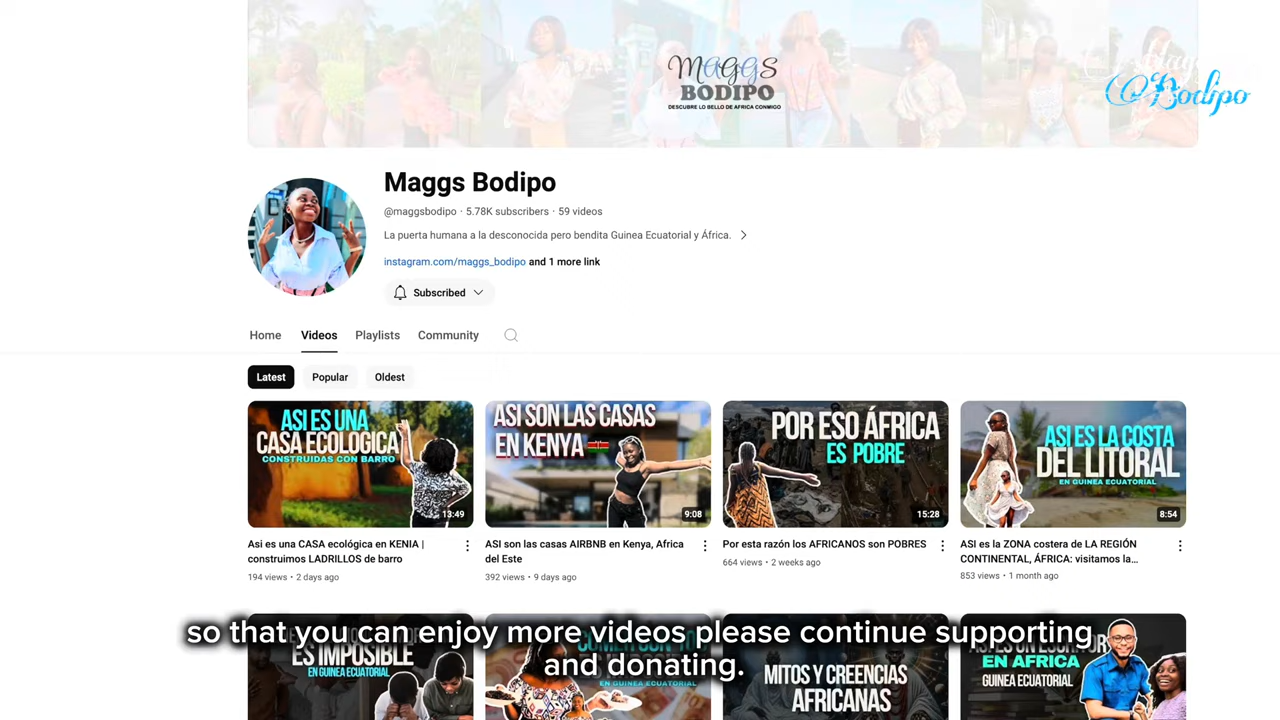 MAGGS
BODIPO
DESCUBRE LO BELLO DE AFRICA CONMIGO
Bodipo
Maggs Bodipo
@maggsbodipo · 5.78K subscribers · 59 videos
La puerta humana a la desconocida pero bendita Guinea Ecuatorial y África.
instagram.com/maggs_bodipo and 1 more link
Subscribed
Home Videos Playlists Community
Latest Popular Oldest
ASI ES UNA
CASA ECOLOGICA
CONSTRUIDAS CON BARRO
13:49
ASI SON LAS CASAS
EN KENYA
9:08
POR ESO ÁFRICA
ES POBRE
15:28
ASI ES LA COSTA
DEL LITORAL
EN GUINEA ECUATORIAL
8:54
Asi es una CASA ecológica en KENIA |
construimos LADRILLOS de barro
194 views • 2 days ago
ASI son las casas AIRBNB en Kenya, Africa
del Este
392 views • 9 days ago
Por esta razón los AFRICANOS son POBRES
664 views • 2 weeks ago
ASI es la ZONA costera de LA REGIÓN
CONTINENTAL, ÁFRICA: visitamos la...
853 views • 1 month ago
ES IMPOSIBLE
EN GUINEA ECUATORIAL
EN GUINEA ECUATORIAL
MITOS Y CREENCIAS
AFRICANAS
EN AFRICA
GUINEA ECUATORIAL
so that you can enjoy more videos please continue supporting
and donating.